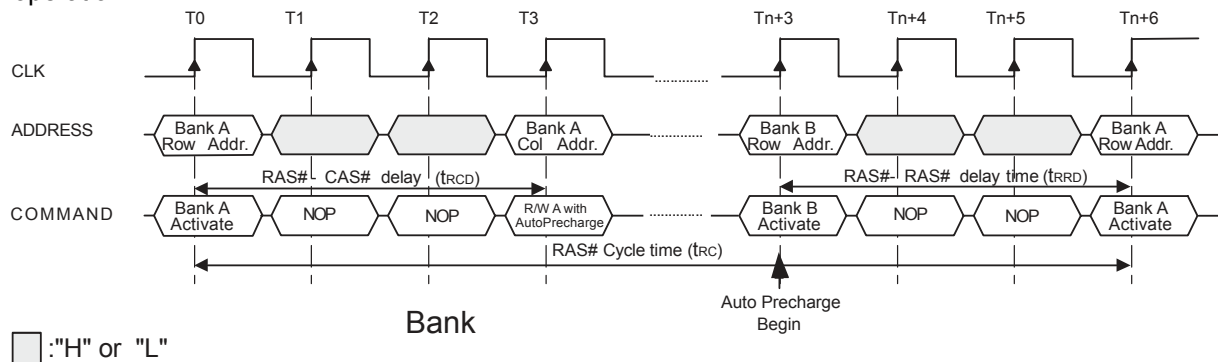 T0 T1 T2 T3 Tn+3 Tn+4 Tn+5 Tn+6
CLK
ADDRESS
Bank A
Row Addr.
Bank A
Col Addr.
Bank B
Row Addr.
Bank A
Row Addr.
RAS# - CAS# delay (tRCD)
RAS#- RAS# delay time (tRRD)
COMMAND
Bank A
Activate
NOP
NOP
R/W A with
AutoPrecharge
Bank B
Activate
NOP
NOP
Bank A
Activate
RAS# Cycle time (tRC)
Auto Precharge
Begin
Bank
:"H" or "L"